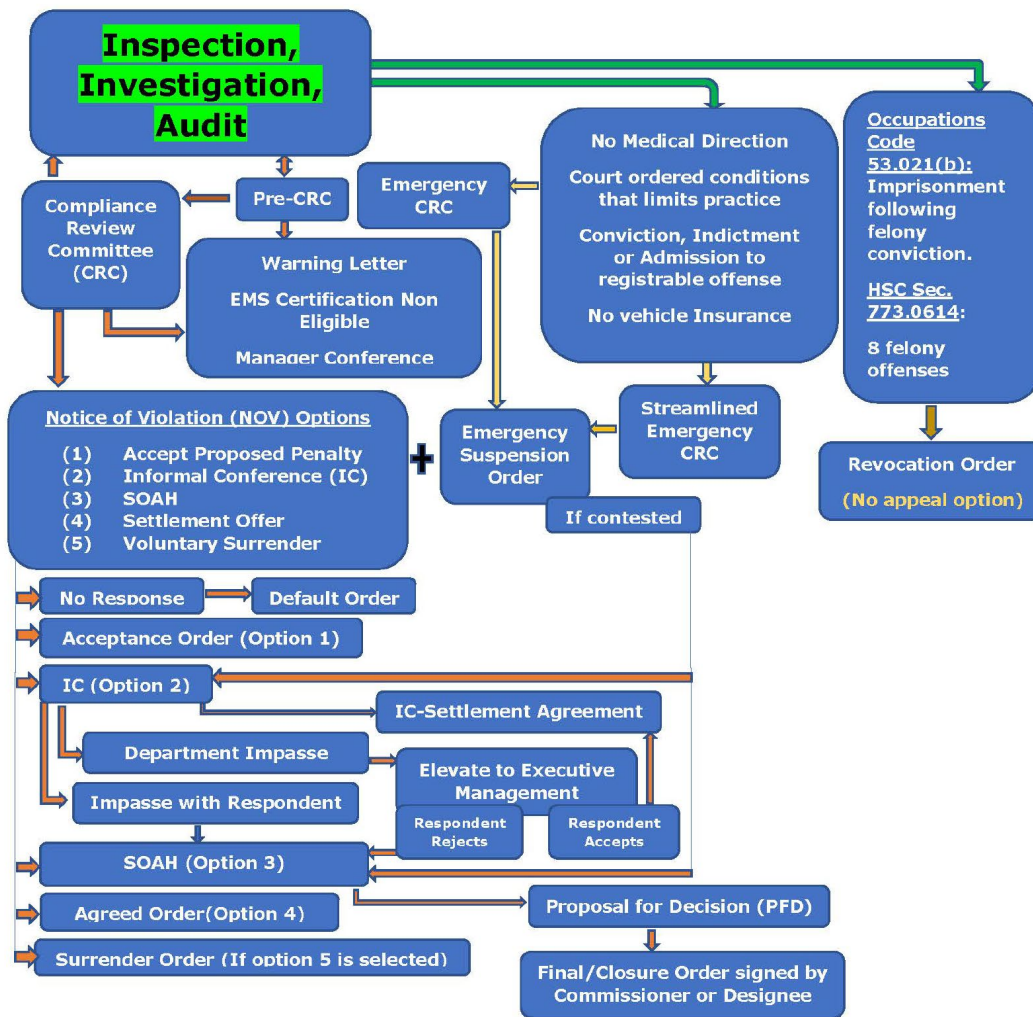 Inspection,
Investigation,
Audit
Compliance
Review
Committee
(CRC)
Pre-CRC
Emergency
CRC
Warning Letter
EMS Certification Non
Eligible
Manager Conference
No Medical Direction
Court ordered conditions
that limits practice
Conviction, Indictment
or Admission to
registrable offense
No vehicle Insurance
Occupations
Code
53.021(b):
Imprisonment
following
felony
conviction.
HSC Sec.
773.0614:
8 felony
offenses
Notice of Violation (NOV) Options
(1) Accept Proposed Penalty
(2) Informal Conference (IC)
(3) SOAH
(4) Settlement Offer
(5) Voluntary Surrender
+
Emergency
Suspension
Order
Streamlined
Emergency
CRC
Revocation Order
(No appeal option)
If contested
No Response
Default Order
Acceptance Order (Option 1)
IC (Option 2)
IC-Settlement Agreement
Department Impasse
Elevate to Executive
Management
Impasse with Respondent
Respondent
Rejects
Respondent
Accepts
SOAH (Option 3)
Proposal for Decision (PFD)
Agreed Order(Option 4)
Surrender Order (If option 5 is selected)
Final/Closure Order signed by
Commissioner or Designee